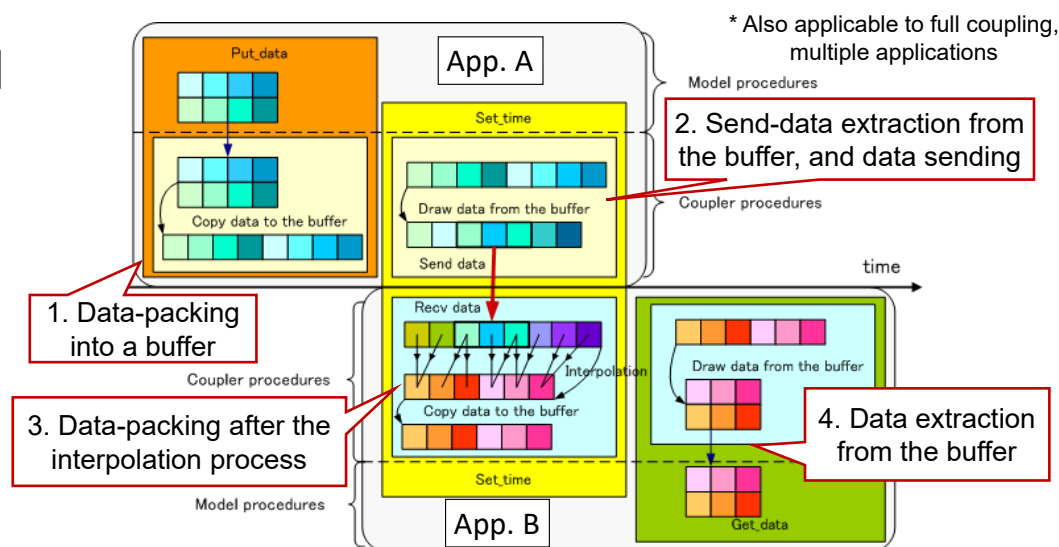 * Also applicable to full coupling,
multiple applications
Put_data
App. A
Model procedures
Set_time
2. Send-data extraction from
the buffer, and data sending
Copy data to the buffer
Draw data from the buffer
Coupler procedures
Send data
time
1. Data-packing
into a buffer
Recv data
Interpolation
Draw data from the buffer
Coupler procedures
Copy data to the buffer
3. Data-packing after the
interpolation process
4. Data extraction
from the buffer
Set_time
Model procedures
App. B
Get_data